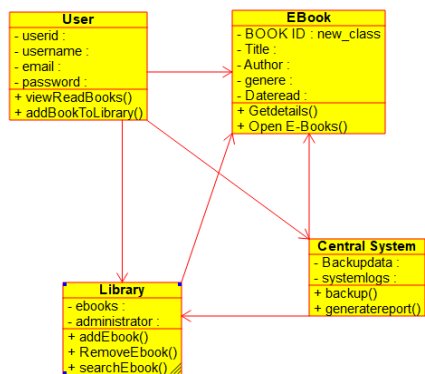 User
- userid :
- username :
- email :
- password :
+ viewReadBooks()
+ addBookToLibrary()
EBook
- BOOK ID : new_class
- Title :
- Author :
- genere :
- Dateread :
+ Getdetails()
+ Open E-Books()
Central System
- Backupdata :
- systemlogs :
+ backup()
+ generatereport()
Library
- ebooks :
- administrator :
+ addEbook()
+ RemoveEbook()
+ searchEbook()